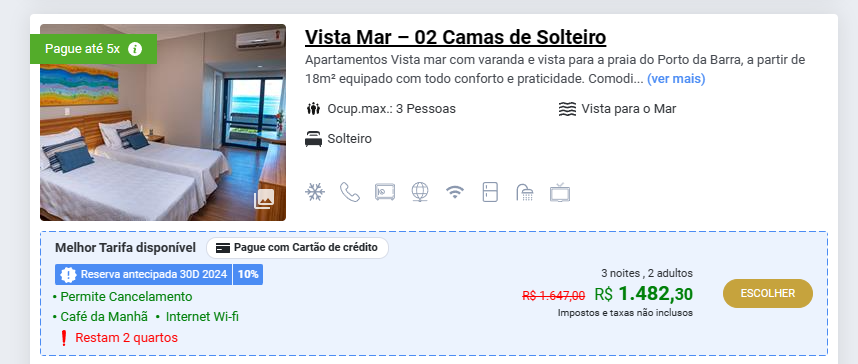 Pague até 5x
Vista Mar – 02 Camas de Solteiro
Apartamentos Vista mar com varanda e vista para a praia do Porto da Barra, a partir de
18m² equipado com todo conforto e praticidade. Comodi... (ver mais)
Ocup.max.: 3 Pessoas
Vista para o Mar
Solteiro
Melhor Tarifa disponível
Pague com Cartão de crédito
Reserva antecipada 30D 2024 10%
• Permite Cancelamento
• Café da Manhã • Internet Wi-fi
Restam 2 quartos
3 noites , 2 adultos
R$ 1.647,00 R$ 1.482,30
Impostos e taxas não inclusos
ESCOLHER